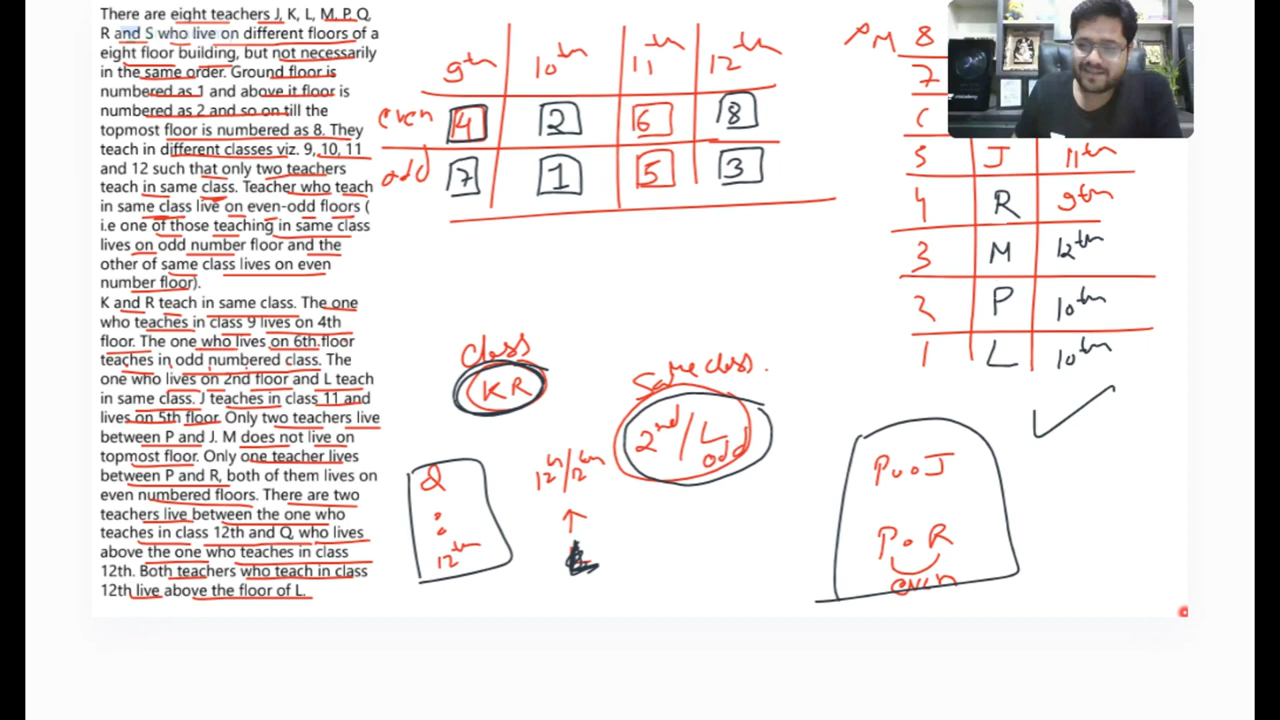 There are eight teachers J, K, L, M, P, Q,
R and S who live on different floors of a
eight floor building, but not necessarily
in the same order. Ground floor is
numbered as 1 and above it floor is
numbered as 2 and so on till the
topmost floor is numbered as 8. They
teach in different classes viz. 9, 10, 11
and 12 such that only two teachers
teach in same class. Teacher who teach
in same class live on even-odd floors (
i.e one of those teaching in same class
lives on odd number floor and the
other of same class lives on even
number floor).
K and R teach in same class. The one
who teaches in class 9 lives on 4th
floor. The one who lives on 6th floor
teaches in odd numbered class. The
one who lives on 2nd floor and L teach
in same class. J teaches in class 11 and
lives on 5th floor. Only two teachers live
between P and J. M does not live on
topmost floor. Only one teacher lives
between P and R, both of them lives on
even numbered floors. There are two
teachers live between the one who
teaches in class 12th and Q, who lives
above the one who teaches in class
12th. Both teachers who teach in class
12th live above the floor of L.
9th 10th 11th 12th
even 4 2 6 8
odd 7 1 5 3
class
KR
Same class.
2nd/L
odd
Q
12th
12th/12th
M 8
7
5 J 11th
4 R 9th
3 M 12th
2 P 10th
1 L 10th
P J
P R
even